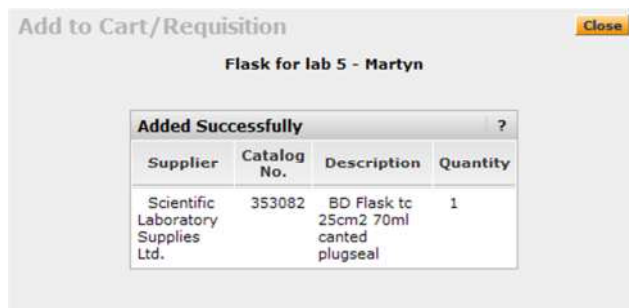 Add to Cart/Requisition
Close
Flask for lab 5 - Martyn
Added Successfully ?
Supplier Catalog No. Description Quantity
Scientific Laboratory Supplies Ltd. 353082 BD Flask tc 25cm2 70ml canted plugseal 1